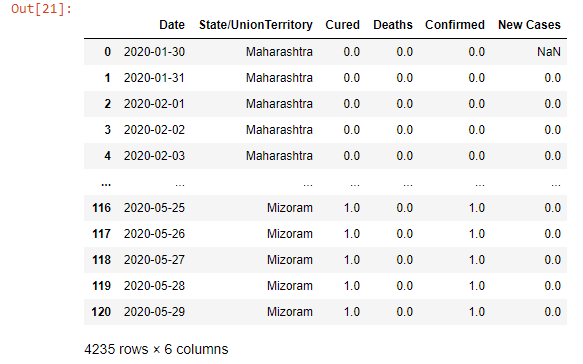 Out[21]:
Date State/UnionTerritory Cured Deaths Confirmed New Cases
0 2020-01-30 Maharashtra 0.0 0.0 0.0 NaN
1 2020-01-31 Maharashtra 0.0 0.0 0.0 0.0
2 2020-02-01 Maharashtra 0.0 0.0 0.0 0.0
3 2020-02-02 Maharashtra 0.0 0.0 0.0 0.0
4 2020-02-03 Maharashtra 0.0 0.0 0.0 0.0
... ... ... ... ... ... ...
116 2020-05-25 Mizoram 1.0 0.0 1.0 0.0
117 2020-05-26 Mizoram 1.0 0.0 1.0 0.0
118 2020-05-27 Mizoram 1.0 0.0 1.0 0.0
119 2020-05-28 Mizoram 1.0 0.0 1.0 0.0
120 2020-05-29 Mizoram 1.0 0.0 1.0 0.0
4235 rows × 6 columns